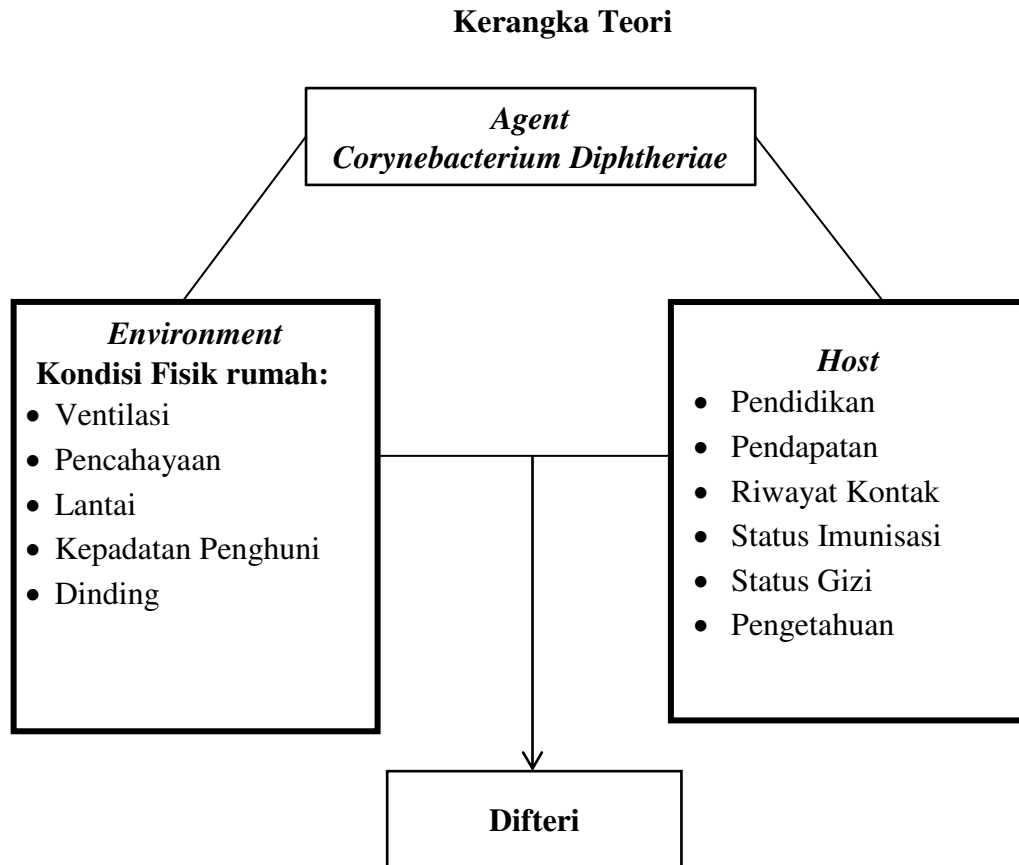 Kerangka Teori
Agent
Corynebacterium Diphtheriae
Environment
Kondisi Fisik rumah:
• Ventilasi
• Pencahayaan
• Lantai
• Kepadatan Penghuni
• Dinding
Host
• Pendidikan
• Pendapatan
• Riwayat Kontak
• Status Imunisasi
• Status Gizi
• Pengetahuan
Difteri